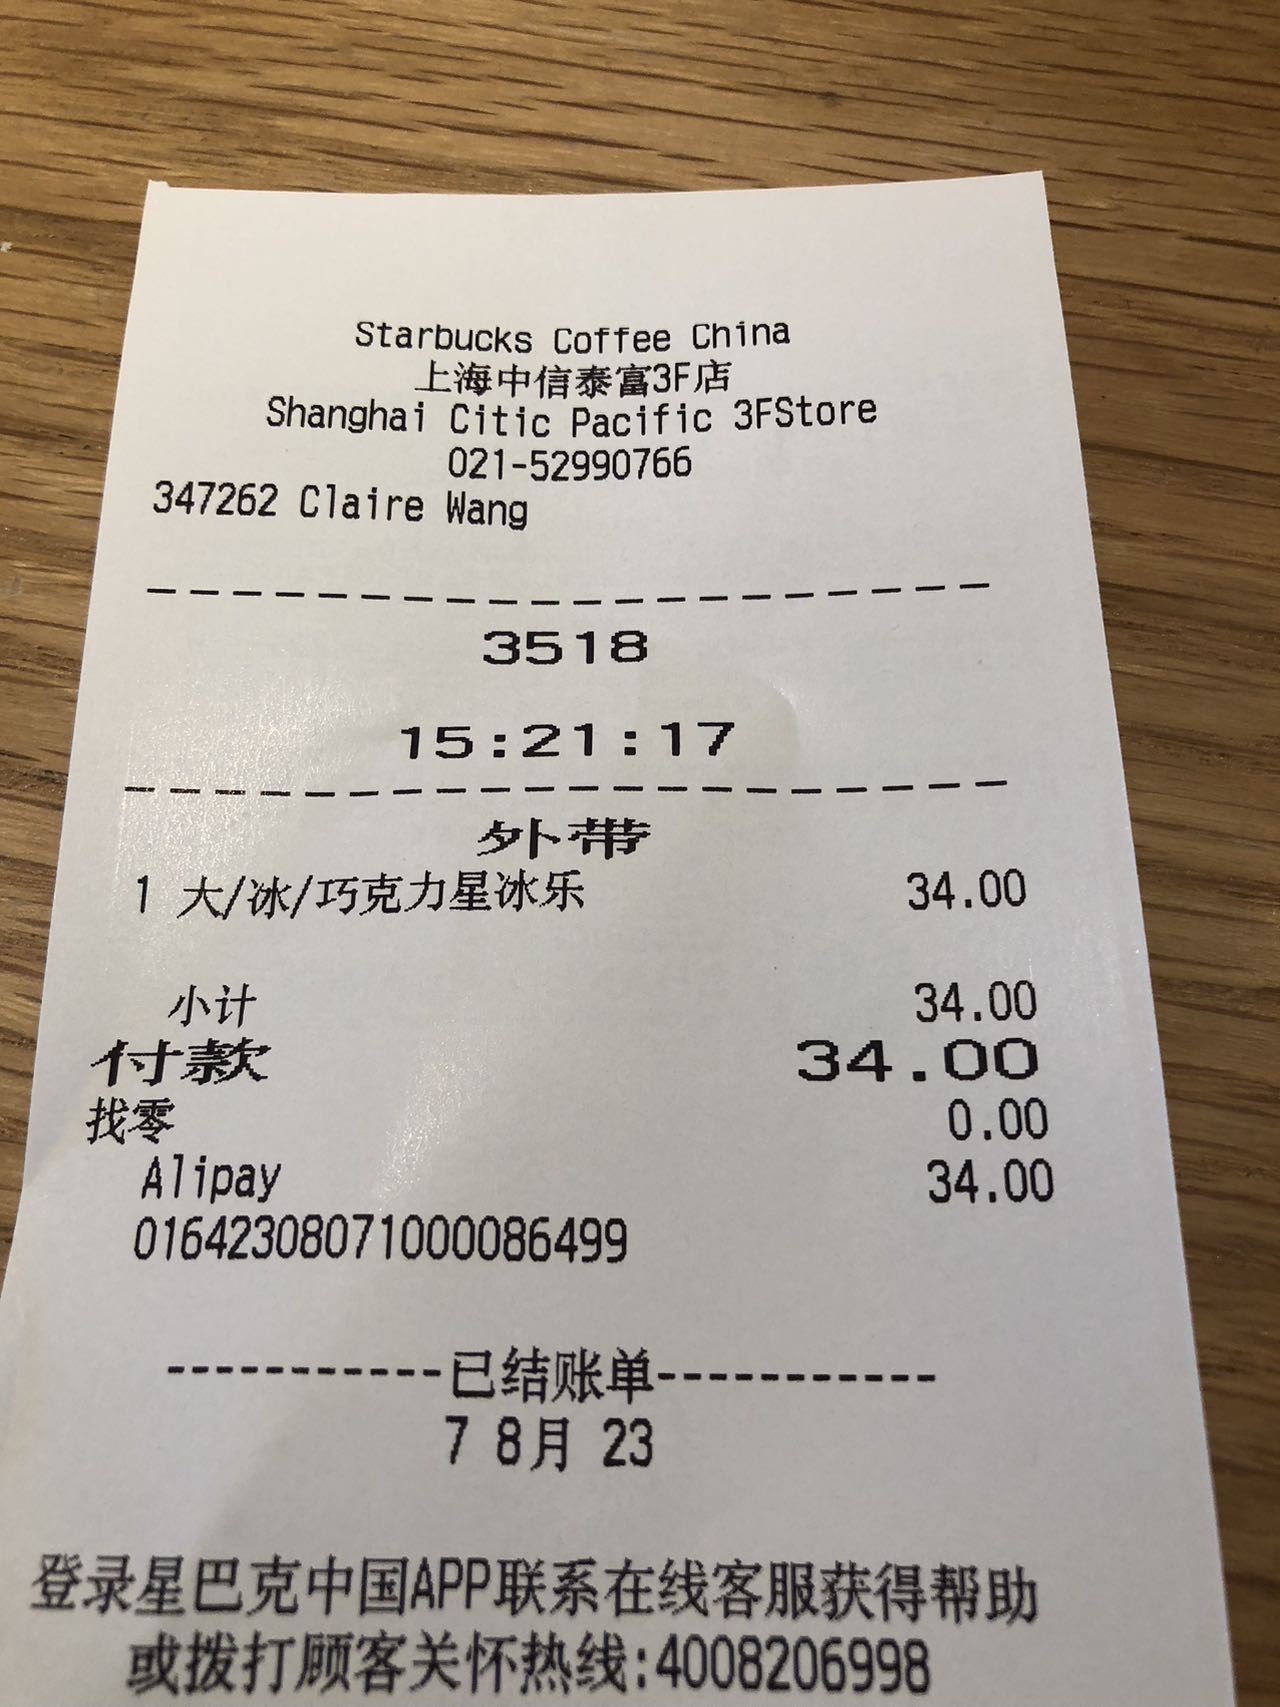 Starbucks Coffee China
上海中信泰富3F店
Shanghai Citic Pacific 3FStore
021-52990766
347262 Claire Wang
--------------------
3518
15:21:17
--------------------
外带
1 大/冰/巧克力星冰乐 34.00
小计 34.00
付款 34.00
找零 0.00
Alipay 34.00
01642308071000086499
-----------已结账单-----------
7 8月 23
登录星巴克中国APP联系在线客服获得帮助
或拨打顾客关怀热线:4008206998